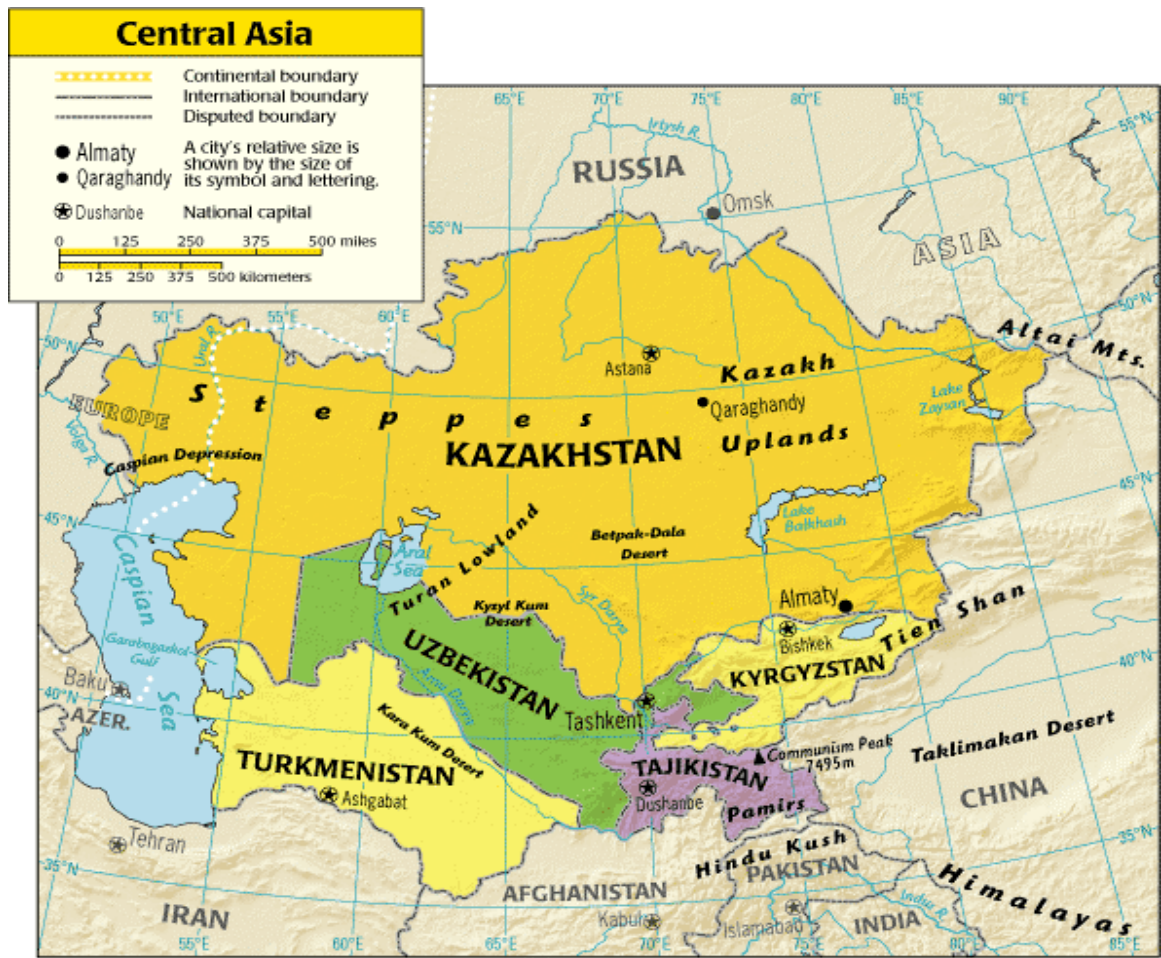 Central Asia
Continental boundary
International boundary
Disputed boundary
Almaty
Qaraghandy
A city's relative size is
shown by the size of
its symbol and lettering.
Dushanbe
National capital
0 125 250 375 500 miles
0 125 250 375 500 kilometers
65°E 70°E 75°E 80°E 85°E 90°E
55°N
Irtysh R.
RUSSIA
Omsk
55°N
ASIA
50°N
50°E 55°E 60°E
Ural R.
50°N
Altai Mts.
Astana
Kazakh
Steppes
Lake
Zaysan
Qaraghandy
EUROPE
Volga R.
KAZAKHSTAN
Uplands
Caspian Depression
45°N
45°N
Lake
Balkhash
Caspian
Sea
Aral
Sea
Turan Lowland
Betpak-Dala
Desert
Syr Darya
Kyzyl Kum
Desert
Almaty
Bishkek
Tien Shan
Garabogazkol
Gulf
UZBEKISTAN
KYRGYZSTAN
40°N
Baku
40°N
AZER.
Amu Darya
Tashkent
Kara Kum Desert
Communism Peak
7495m
Taklimakan Desert
TURKMENISTAN
TAJIKISTAN
Ashgabat
Dushanbe
Pamirs
CHINA
Tehran
35°N
35°N
Hindu Kush
PAKISTAN
Himalayas
AFGHANISTAN
IRAN
Kabul
Islamabad
INDIA
Indus R.
55°E 60°E 65°E 70°E 75°E 80°E 85°E